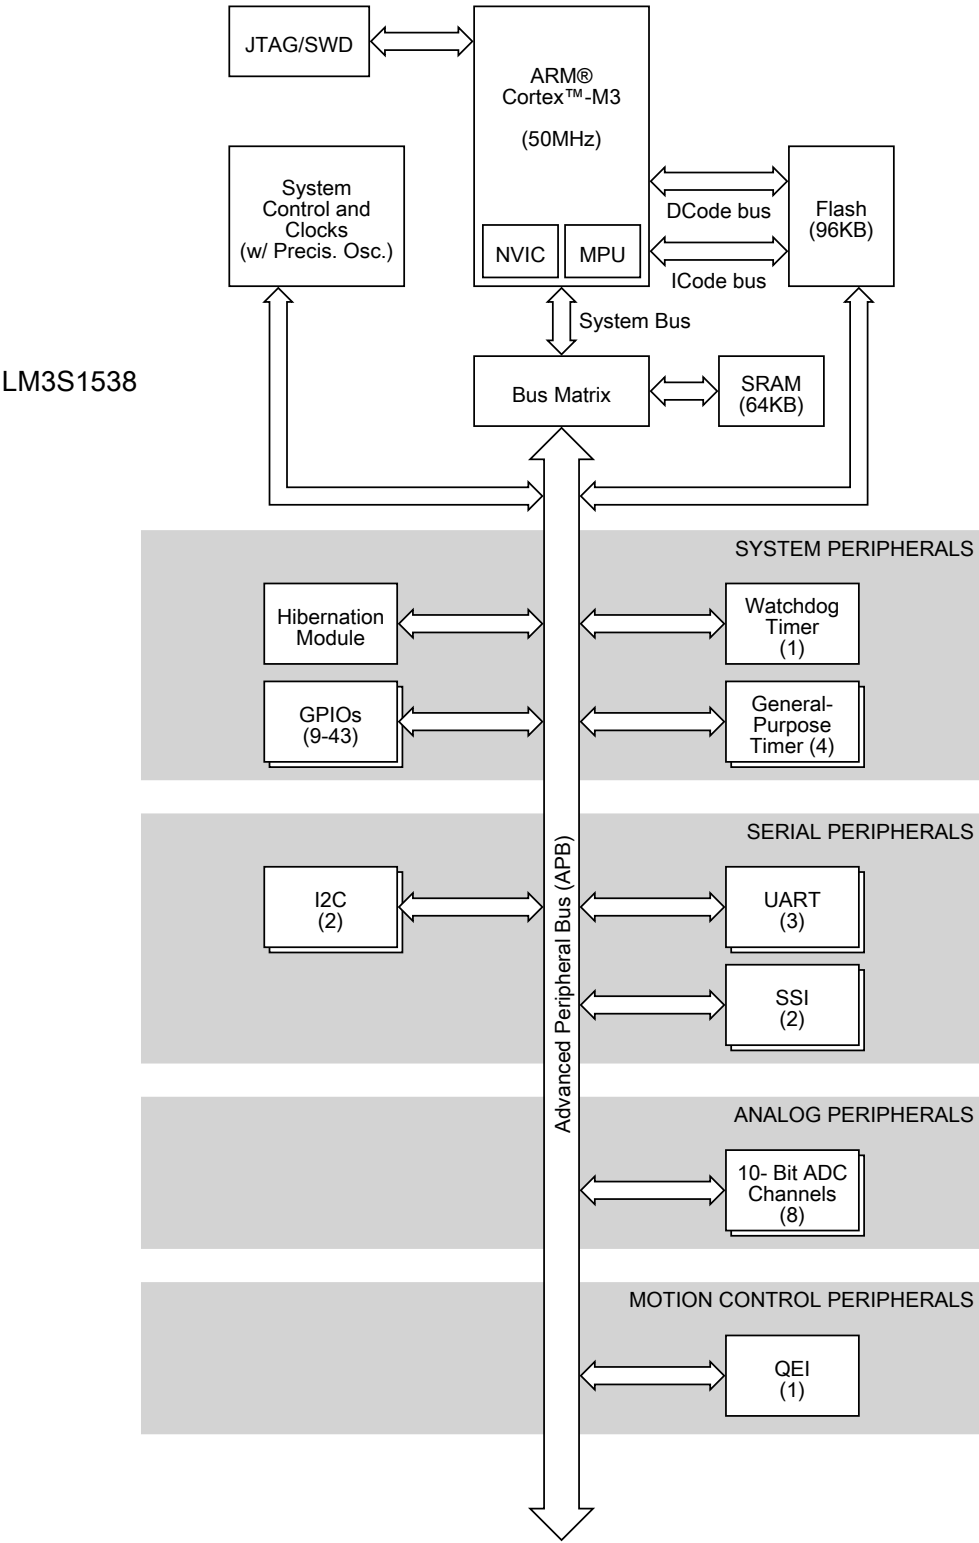 JTAG/SWD
ARM®
Cortex™-M3
(50MHz)
System
Control and
Clocks
(w/ Precis. Osc.)
NVIC
MPU
DCode bus
ICode bus
Flash
(96KB)
System Bus
LM3S1538
Bus Matrix
SRAM
(64KB)
SYSTEM PERIPHERALS
Hibernation
Module
Watchdog
Timer
(1)
GPIOs
(9-43)
General-
Purpose
Timer (4)
Advanced Peripheral Bus (APB)
SERIAL PERIPHERALS
I2C
(2)
UART
(3)
SSI
(2)
ANALOG PERIPHERALS
10- Bit ADC
Channels
(8)
MOTION CONTROL PERIPHERALS
QEI
(1)